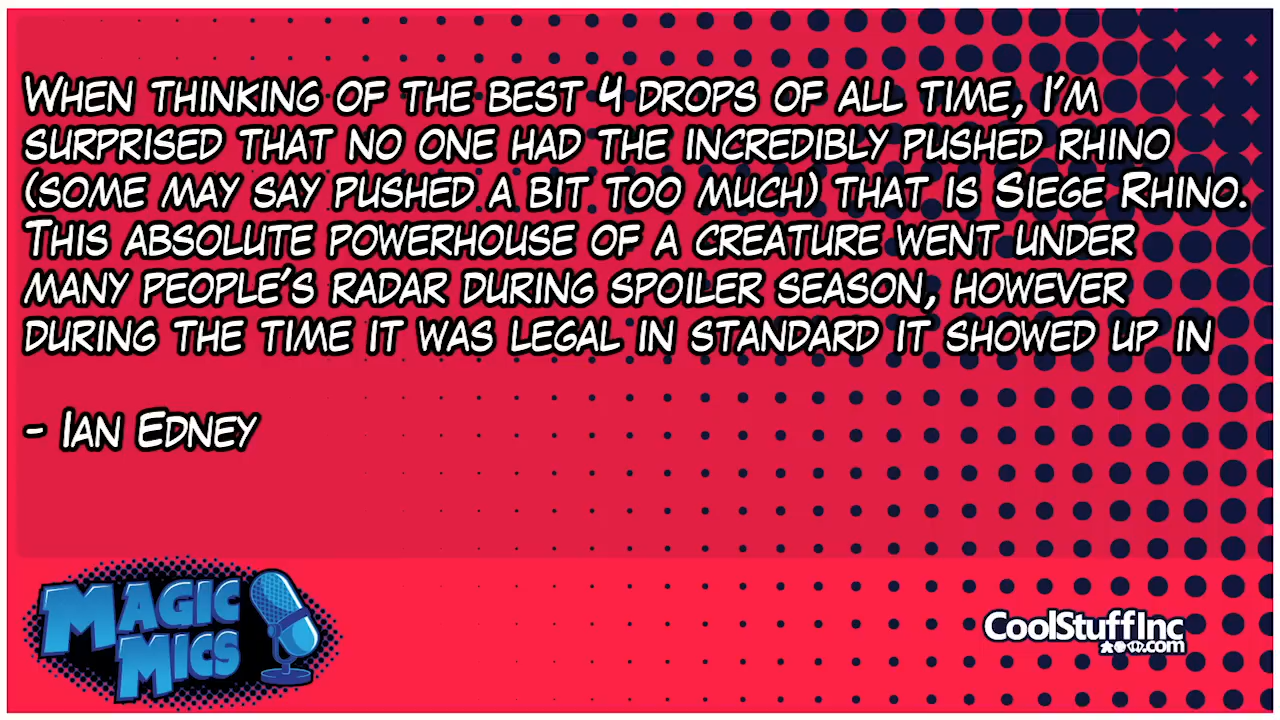 When thinking of the best 4 drops of all time, I'm
surprised that no one had the incredibly pushed rhino
(some may say pushed a bit too much) that is Siege Rhino.
This absolute powerhouse of a creature went under
many people's radar during spoiler season, however
during the time it was legal in standard it showed up in
- Ian Edney
Magic
Mics
CoolStuffInc
.com